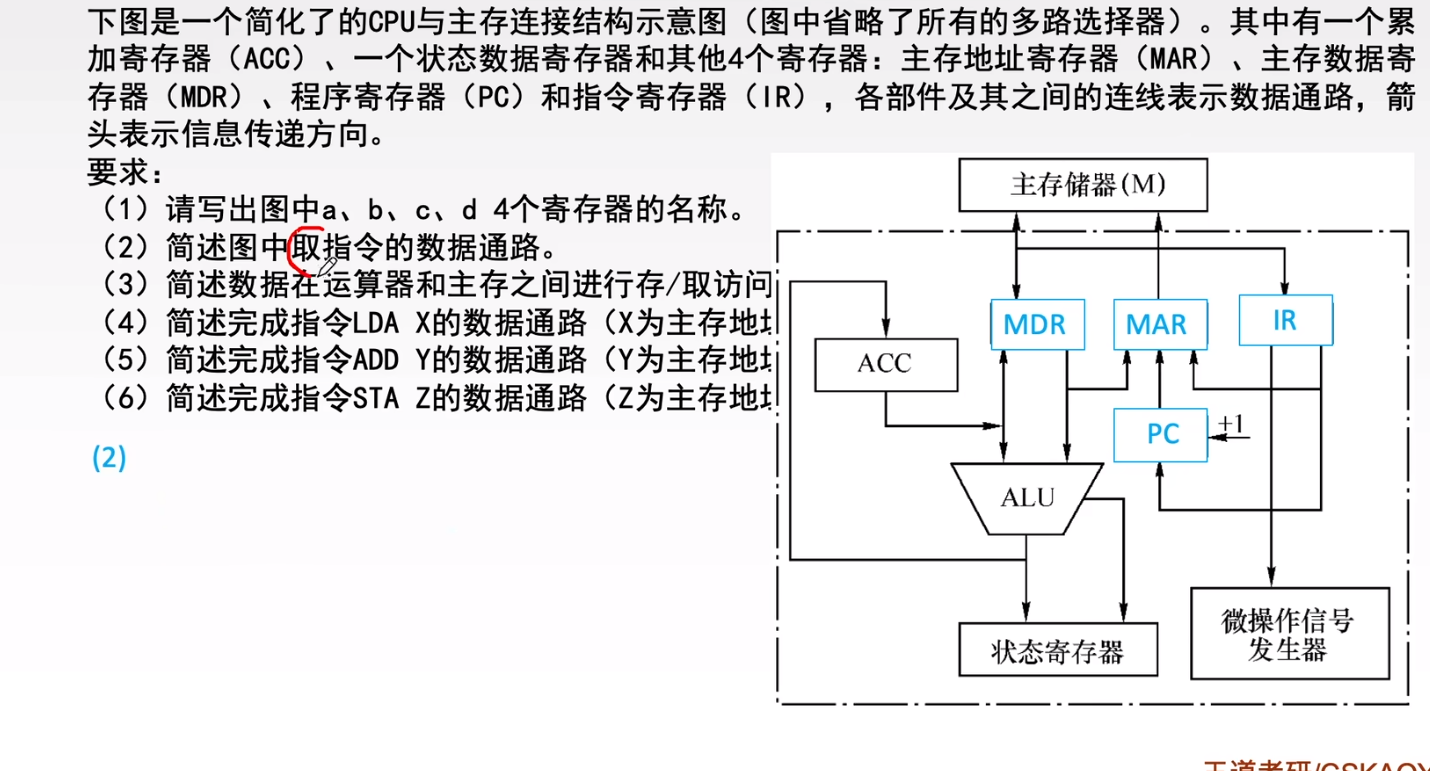 下图是一个简化了的CPU与主存连接结构示意图（图中省略了所有的多路选择器）。其中有一个累
加寄存器（ACC）、一个状态数据寄存器和其他4个寄存器：主存地址寄存器（MAR）、主存数据寄
存器（MDR）、程序寄存器（PC）和指令寄存器（IR），各部件及其之间的连线表示数据通路，箭
头表示信息传递方向。
要求：
（1）请写出图中a、b、c、d 4个寄存器的名称。
（2）简述图中取指令的数据通路。
（3）简述数据在运算器和主存之间进行存/取访问
（4）简述完成指令LDA X的数据通路（X为主存地址
（5）简述完成指令ADD Y的数据通路（Y为主存地址
（6）简述完成指令STA Z的数据通路（Z为主存地址
(2)
主存储器(M)
MDR
MAR
IR
ACC
PC
+1
ALU
状态寄存器
微操作信号
发生器